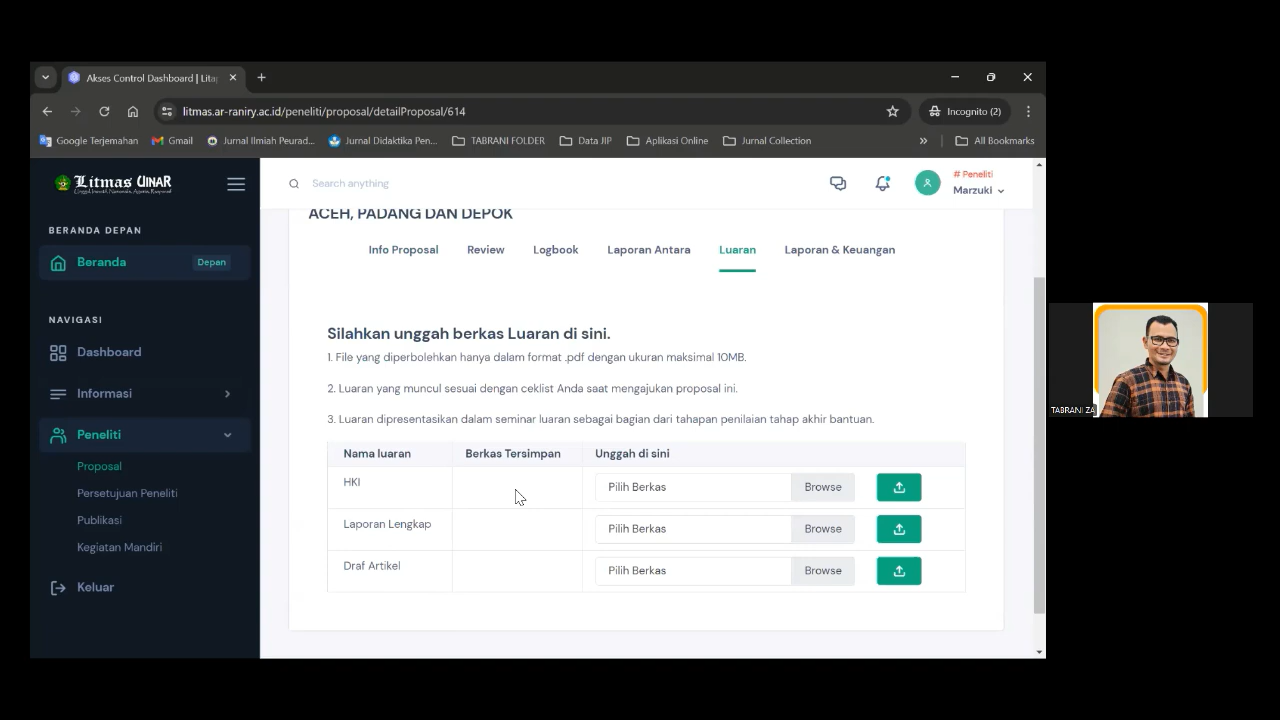 Akses Control Dashboard | Lita
litmas.ar-raniry.ac.id/peneliti/proposal/detailProposal/614
Incognito (2)
Google Terjemahan
Gmail
Jurnal Ilmiah Peurad...
Jurnal Didaktika Pen...
TABRANI FOLDER
Data JIP
Aplikasi Online
Jurnal Collection
»
All Bookmarks
Litmas UINAR
Search anything
# Peneliti
Marzuki
BERANDA DEPAN
Beranda
Depan
NAVIGASI
Dashboard
Informasi
Peneliti
Proposal
Persetujuan Peneliti
Publikasi
Kegiatan Mandiri
Keluar
ACEH, PADANG DAN DEPOK
Info Proposal
Review
Logbook
Laporan Antara
Luaran
Laporan & Keuangan
Silahkan unggah berkas Luaran di sini.
1. File yang diperbolehkan hanya dalam format .pdf dengan ukuran maksimal 10MB.
2. Luaran yang muncul sesuai dengan ceklist Anda saat mengajukan proposal ini.
3. Luaran dipresentasikan dalam seminar luaran sebagai bagian dari tahapan penilaian tahap akhir bantuan.
Nama luaran
Berkas Tersimpan
Unggah di sini
HKI
Pilih Berkas
Browse
Laporan Lengkap
Pilih Berkas
Browse
Draf Artikel
Pilih Berkas
Browse
TABRANI ZA